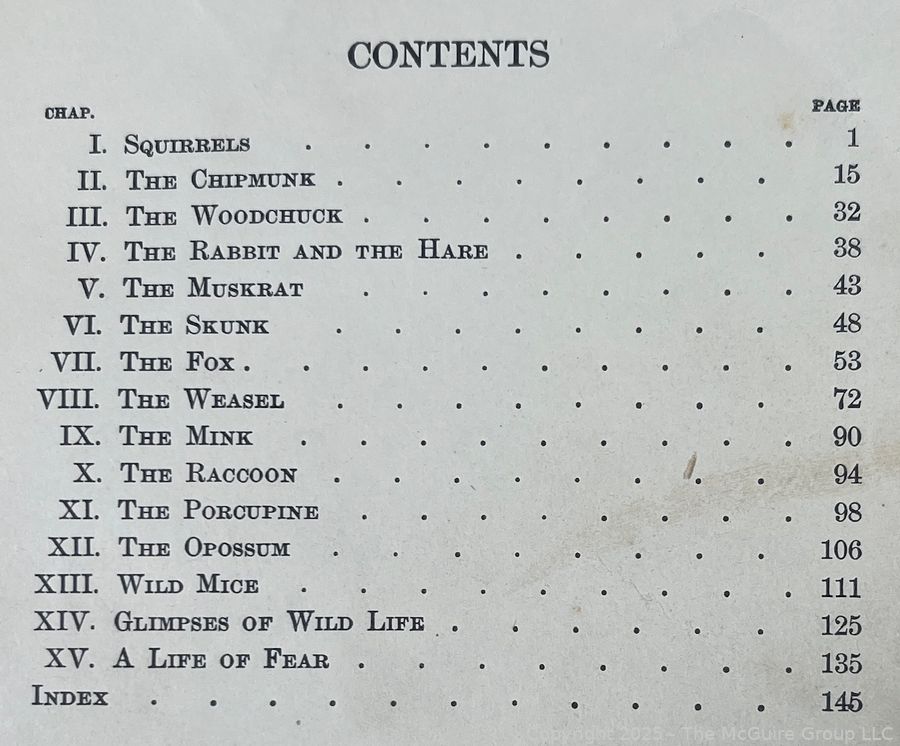 CONTENTS
CHAP. PAGE
I. SQUIRRELS . . . . . . . . . 1
II. THE CHIPMUNK . . . . . . . . 15
III. THE WOODCHUCK . . . . . . . . 32
IV. THE RABBIT AND THE HARE . . . . . 38
V. THE MUSKRAT . . . . . . . . 43
VI. THE SKUNK . . . . . . . . 48
VII. THE FOX . . . . . . . . . . 53
VIII. THE WEASEL . . . . . . . . 72
IX. THE MINK . . . . . . . . . 90
X. THE RACCOON . . . . . . . . 94
XI. THE PORCUPINE . . . . . . . . 98
XII. THE OPOSSUM . . . . . . . . 106
XIII. WILD MICE . . . . . . . . . 111
XIV. GLIMPSES OF WILD LIFE . . . . . . 125
XV. A LIFE OF FEAR . . . . . . . . 135
INDEX . . . . . . . . . . . 145
Copyright 2025 - The McGuire Group LLC